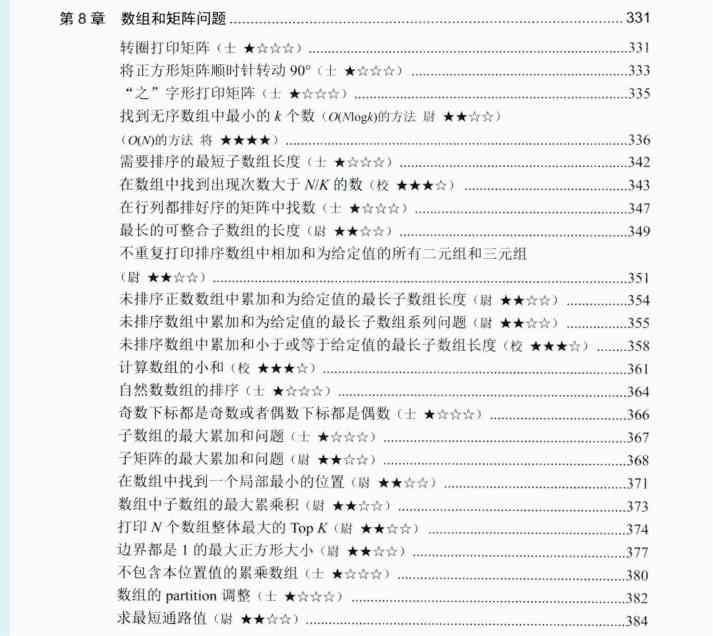 第 8 章 数组和矩阵问题 331
转圈打印矩阵(士 ★☆☆☆) 331
将正方形矩阵顺时针转动 90°(士 ★☆☆☆) 333
“之”字形打印矩阵(士 ★☆☆☆) 335
找到无序数组中最小的 k 个数(O(Nlogk)的方法 尉 ★★☆☆)
(O(N)的方法 将 ★★★★) 336
需要排序的最短子数组长度(士 ★☆☆☆) 342
在数组中找到出现次数大于 N/K 的数(校 ★★★☆) 343
在行列都排好序的矩阵中找数(士 ★☆☆☆) 347
最长的可整合子数组的长度(尉 ★★☆☆) 349
不重复打印排序数组中相加和为给定值的所有二元组和三元组
(尉 ★★☆☆) 351
未排序正数数组中累加和为给定值的最长子数组长度(尉 ★★☆☆) 354
未排序数组中累加和为给定值的最长子数组系列问题(尉 ★★☆☆) 355
未排序数组中累加和小于或等于给定值的最长子数组长度(校 ★★★☆) 358
计算数组的小和(校 ★★★☆) 361
自然数数组的排序(士 ★☆☆☆) 364
奇数下标都是奇数或者偶数下标都是偶数(士 ★☆☆☆) 366
子数组的最大累加和问题(士 ★☆☆☆) 367
子矩阵的最大累加和问题(尉 ★★☆☆) 368
在数组中找到一个局部最小的位置(尉 ★★☆☆) 371
数组中子数组的最大累乘积(尉 ★★☆☆) 373
打印 N 个数组整体最大的 Top K(尉 ★★☆☆) 374
边界都是 1 的最大正方形大小(尉 ★★☆☆) 377
不包含本位置值的累乘数组(士 ★☆☆☆) 380
数组的 partition 调整(士 ★☆☆☆) 382
求最短通路值(尉 ★★☆☆) 384